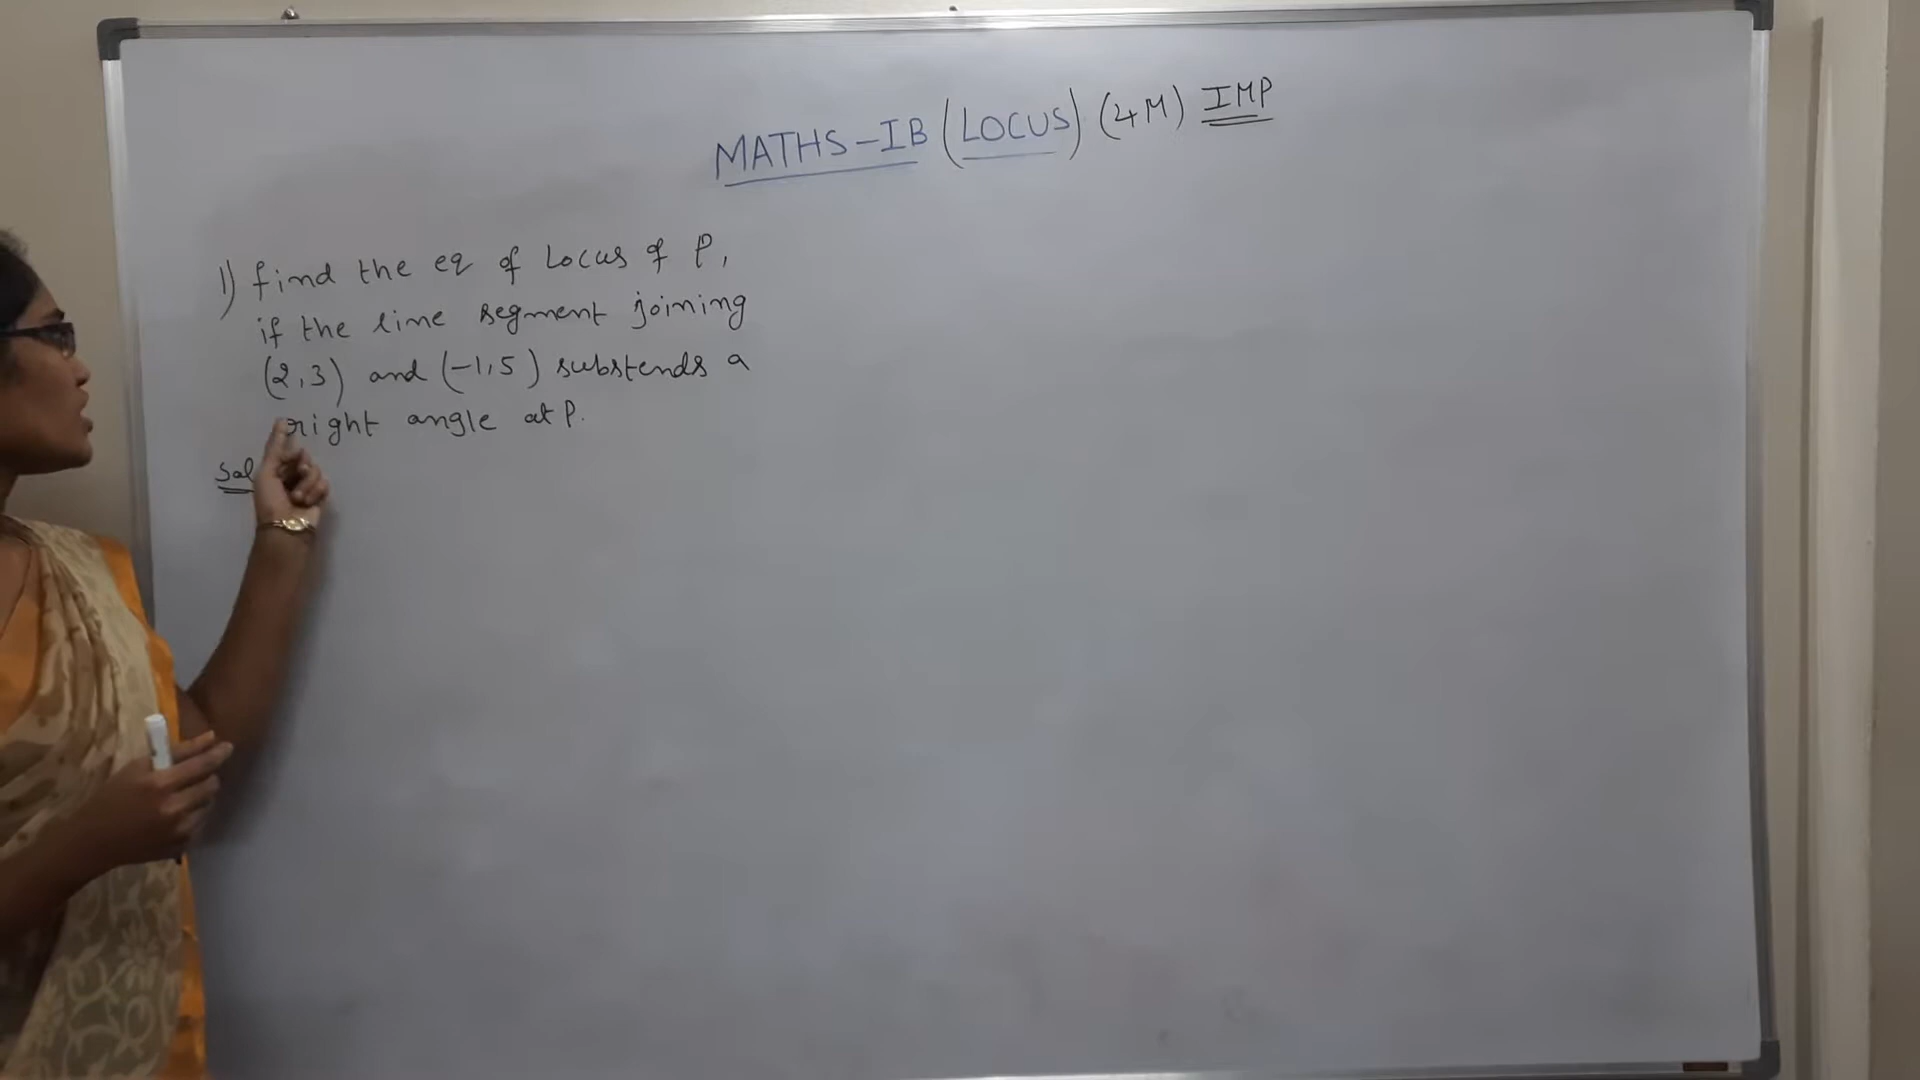 MATHS-IB (LOCUS) (4M) IMP
1) find the eq of Locus of P,
if the line segment joining
(2,3) and (-1,5) substends a
right angle at P.
Sol